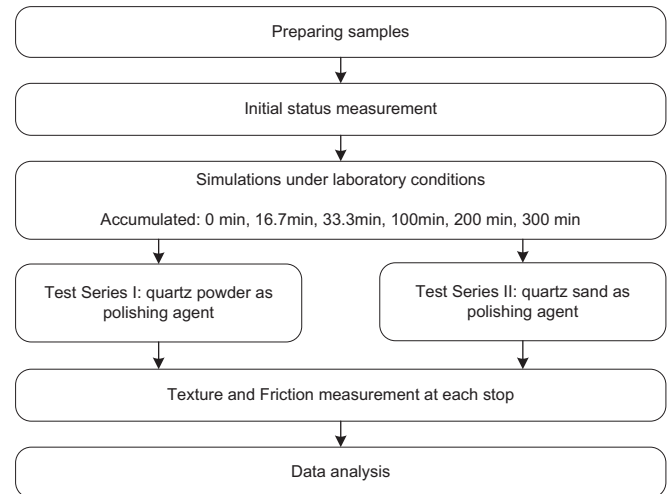 Preparing samples
Initial status measurement
Simulations under laboratory conditions
Accumulated: 0 min, 16.7min, 33.3min, 100min, 200 min, 300 min
Test Series I: quartz powder as
polishing agent
Test Series II: quartz sand as
polishing agent
Texture and Friction measurement at each stop
Data analysis